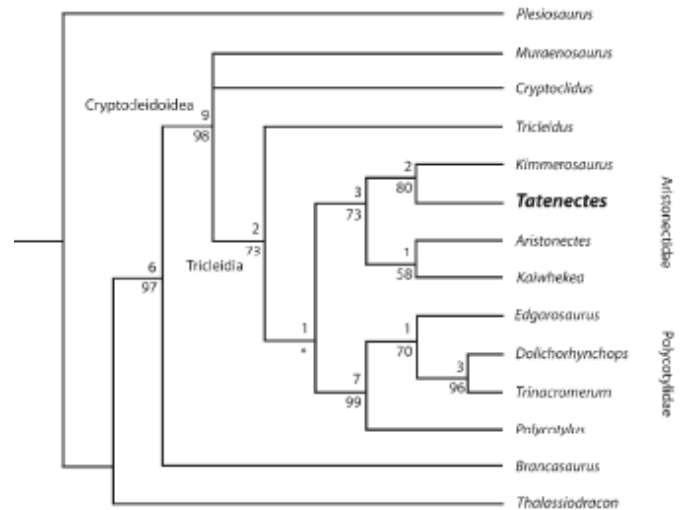 Plesiosaurus
Muraenosaurus
Cryptocleidoidea
9
98
Cryptoclidus
Tricleidus
2
80
Kimmerosaurus
3
73
Tatenectes
Aristonectidae
2
73
Tricleidia
1
58
Aristonectes
Kaiwhekea
6
97
1
*
1
70
Edgarosaurus
Dolichorhynchops
3
96
Polycotylidae
7
99
Trinacromerum
Polycotylus
Brancasaurus
Thalassiodracon